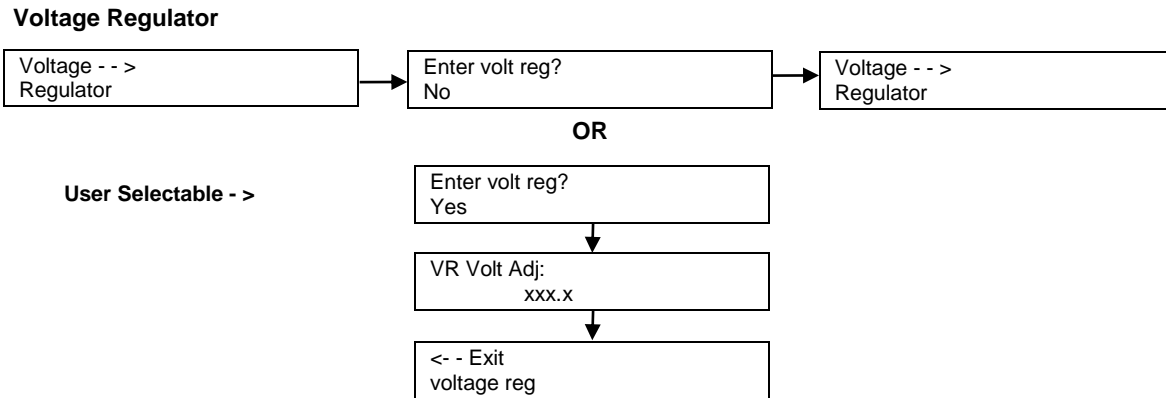 Voltage Regulator
Voltage - - >
Regulator
Enter volt reg?
No
Voltage - - >
Regulator
OR
User Selectable - >
Enter volt reg?
Yes
VR Volt Adj:
xxx.x
<- - Exit
voltage reg